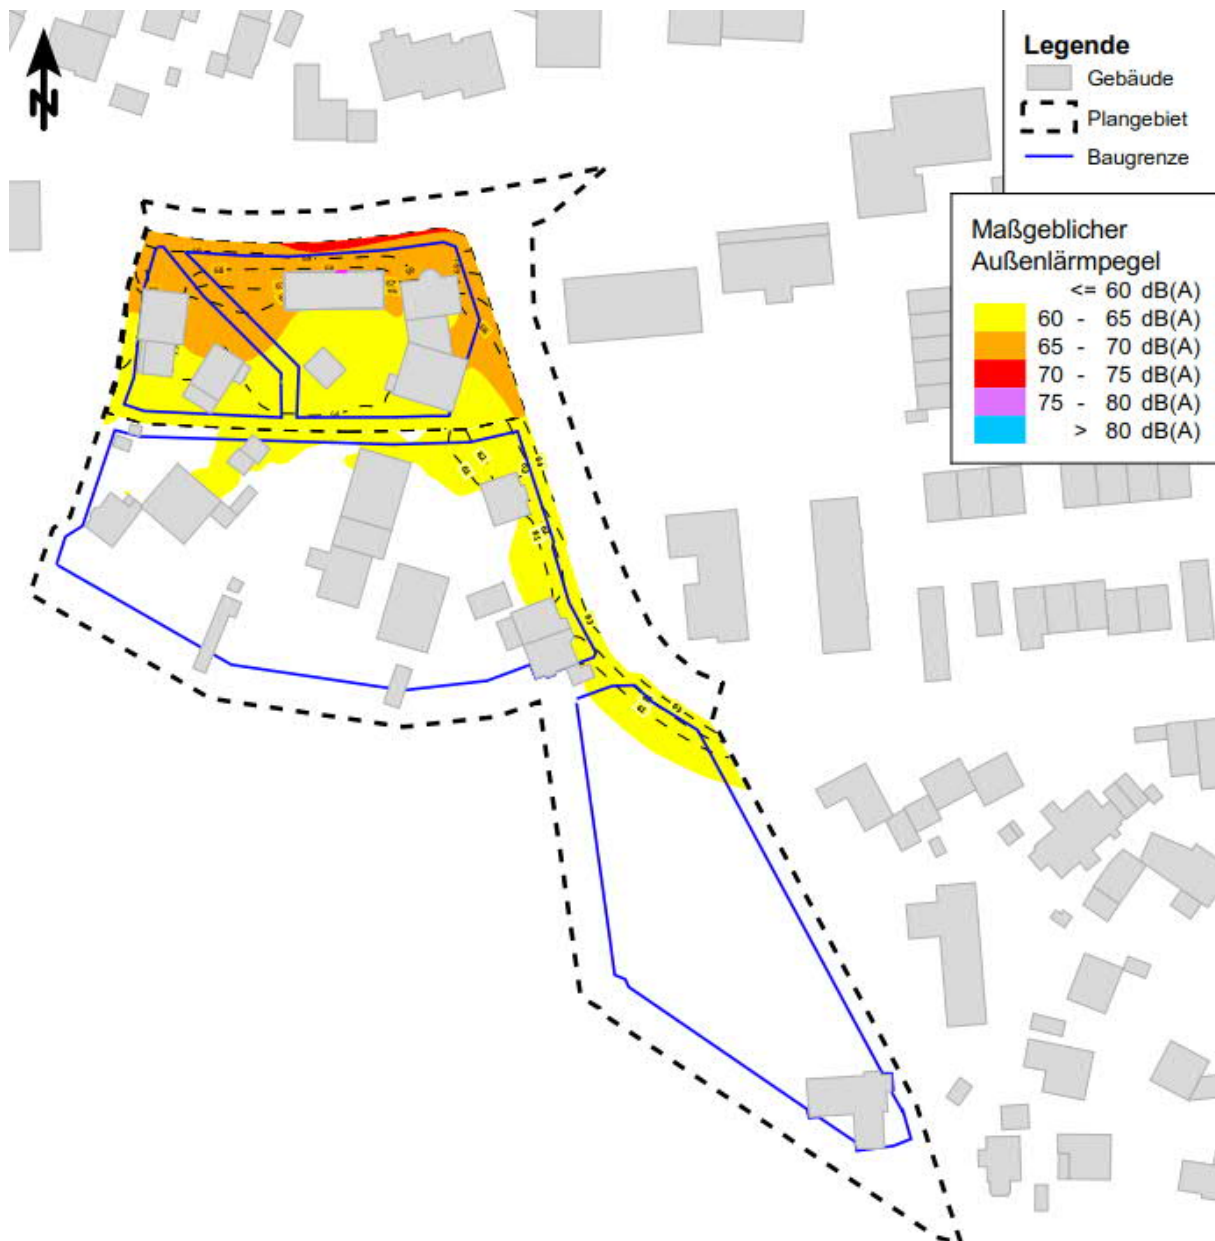 N
Legende
Gebäude
Plangebiet
Baugrenze
Maßgeblicher
Außenlärmpegel
<= 60 dB(A)
60 - 65 dB(A)
65 - 70 dB(A)
70 - 75 dB(A)
75 - 80 dB(A)
> 80 dB(A)